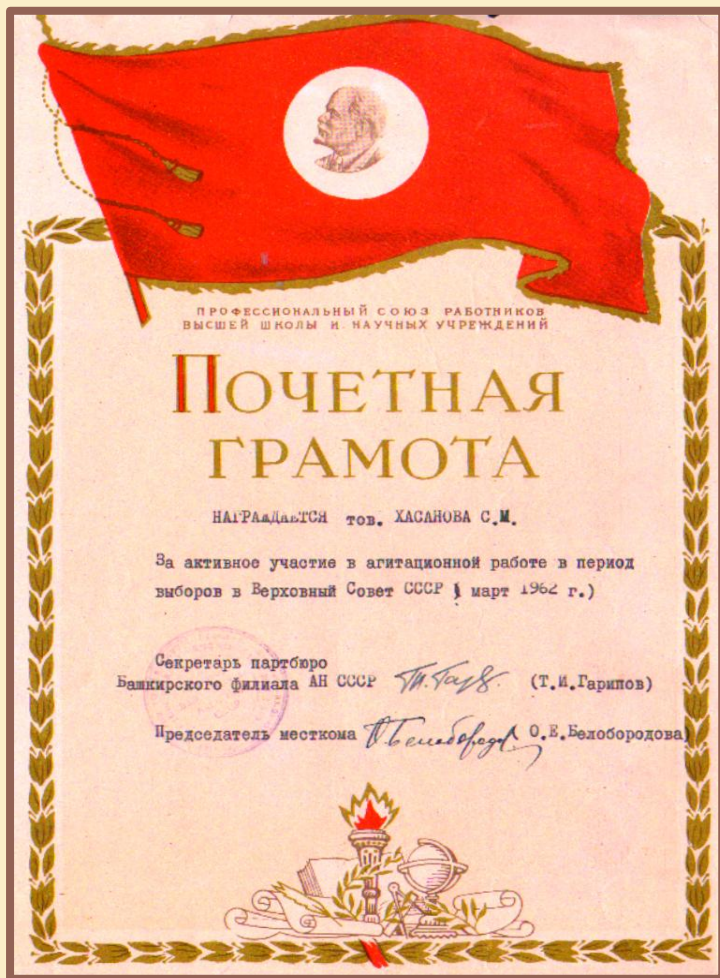 ПРОФЕССИОНАЛЬНЫЙ СОЮЗ РАБОТНИКОВ
ВЫСШЕЙ ШКОЛЫ И НАУЧНЫХ УЧРЕЖДЕНИЙ
ПОЧЕТНАЯ
ГРАМОТА
НАГРАЖДАЕТСЯ тов. ХАСАНОВА С.М.
За активное участие в агитационной работе в период
выборов в Верховный Совет СССР ( март 1962 г.)
Секретарь партбюро
Башкирского филиала АН СССР (Т.И.Гарипов)
Председатель месткома О.Е.Белобородова)